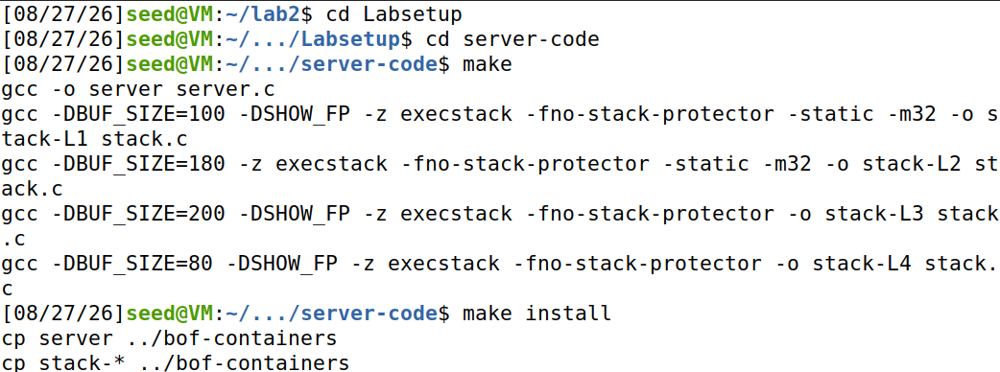 [08/27/26]seed@VM:~/lab2$ cd Labsetup
[08/27/26]seed@VM:~/.../Labsetup$ cd server-code
[08/27/26]seed@VM:~/.../server-code$ make
gcc -o server server.c
gcc -DBUF_SIZE=100 -DSHOW_FP -z execstack -fno-stack-protector -static -m32 -o s
tack-L1 stack.c
gcc -DBUF_SIZE=180 -z execstack -fno-stack-protector -static -m32 -o stack-L2 st
ack.c
gcc -DBUF_SIZE=200 -DSHOW_FP -z execstack -fno-stack-protector -o stack-L3 stack
.c
gcc -DBUF_SIZE=80 -DSHOW_FP -z execstack -fno-stack-protector -o stack-L4 stack.
c
[08/27/26]seed@VM:~/.../server-code$ make install
cp server ../bof-containers
cp stack-* ../bof-containers